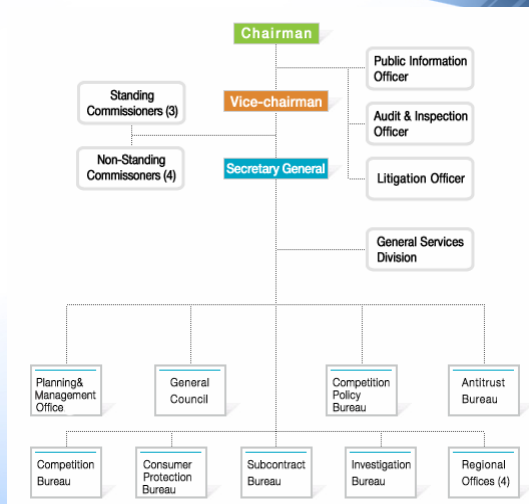 Chairman
Public Information
Officer
Standing
Commissioners (3)
Vice-chairman
Audit & Inspection
Officer
Non-Standing
Commissoners (4)
Secretary General
Litigation Officer
General Services
Division
Planning&
Management
Office
General
Council
Competition
Policy
Bureau
Antitrust
Bureau
Competition
Bureau
Consumer
Protection
Bureau
Subcontract
Bureau
Investigation
Bureau
Regional
Offices (4)